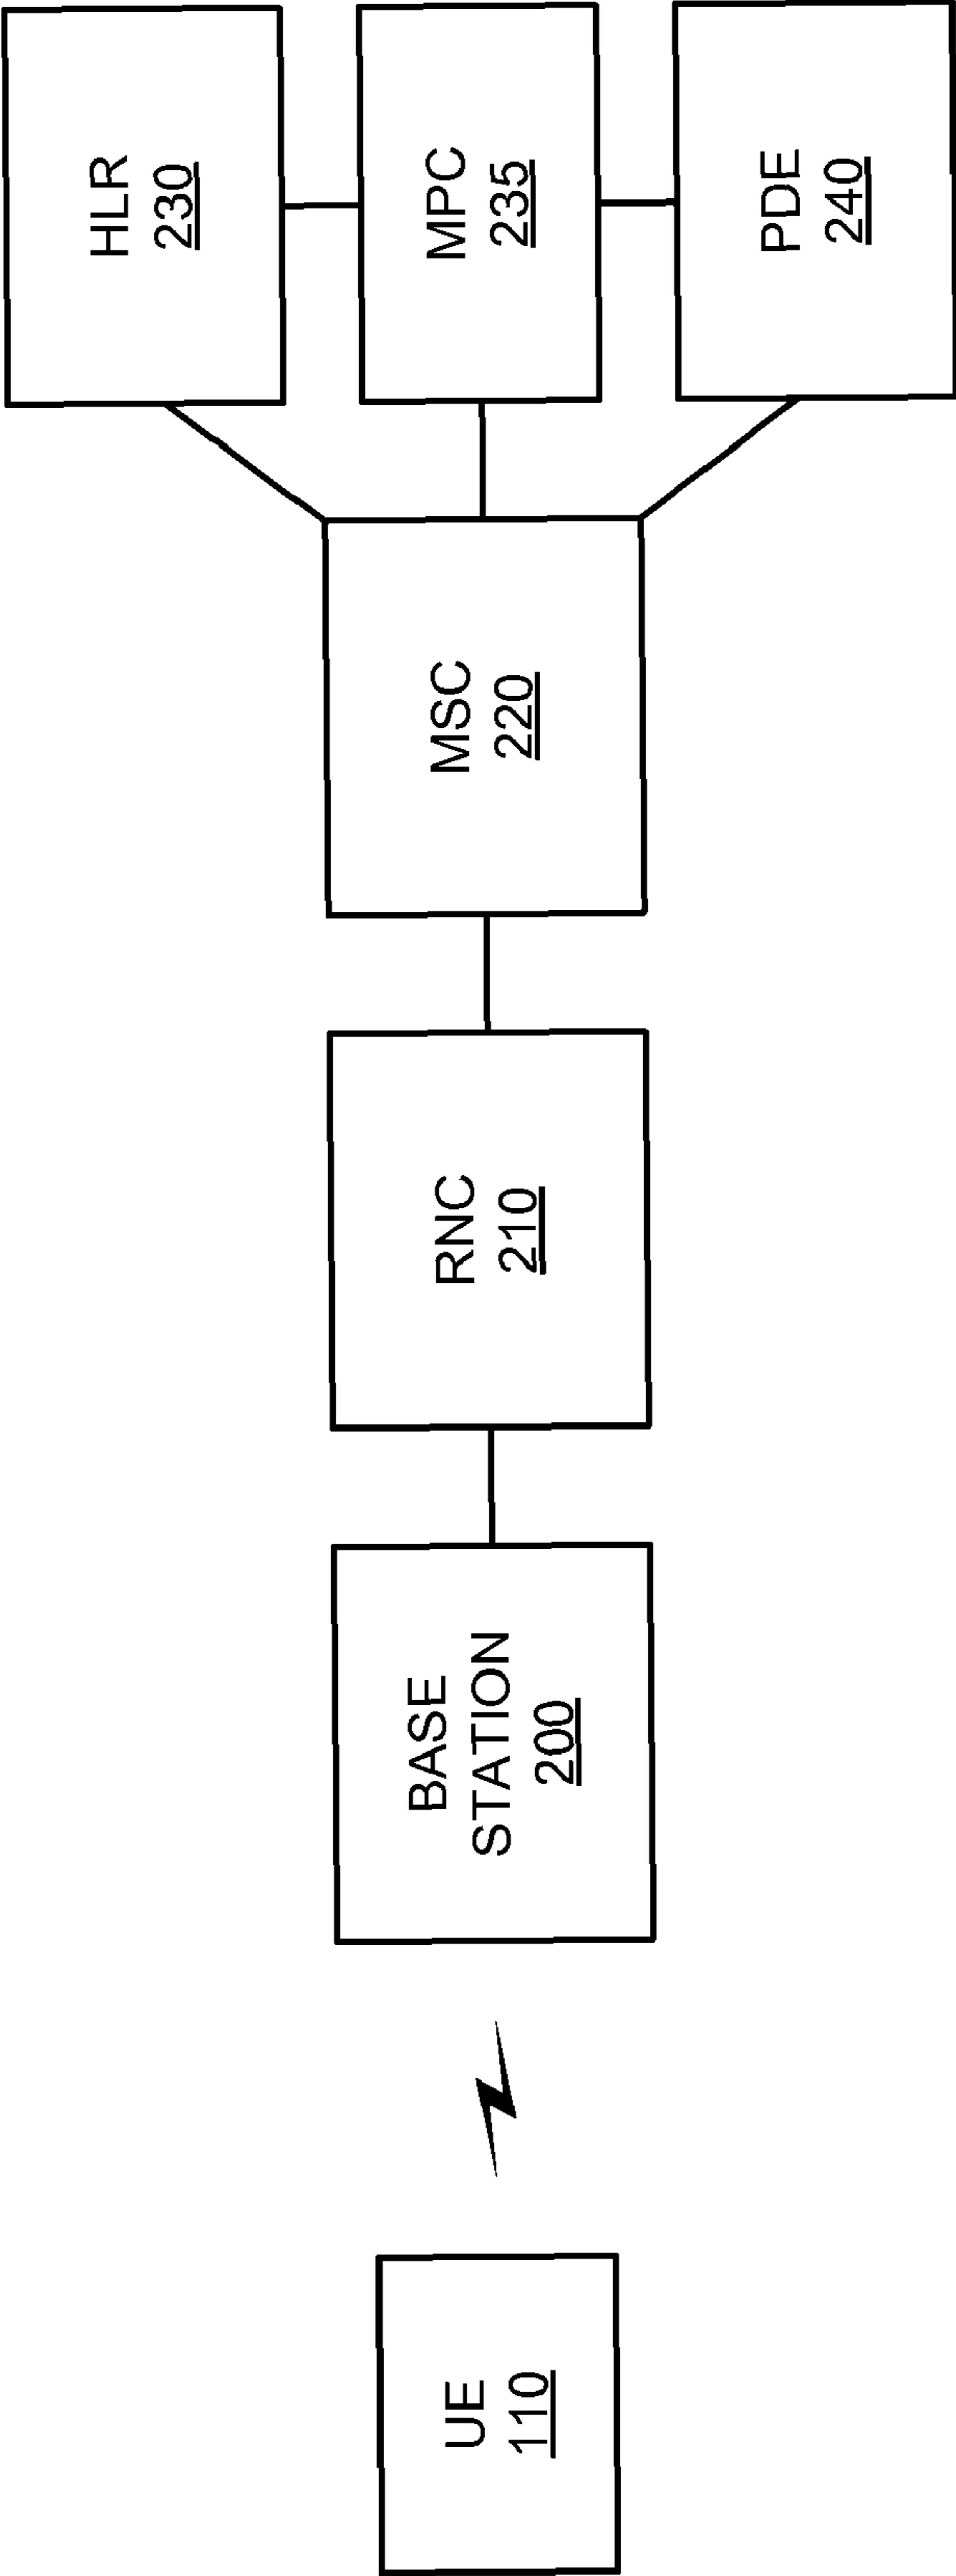 UE
110
BASE
STATION
200
RNC
210
MSC
220
HLR
230
MPC
235
PDE
240